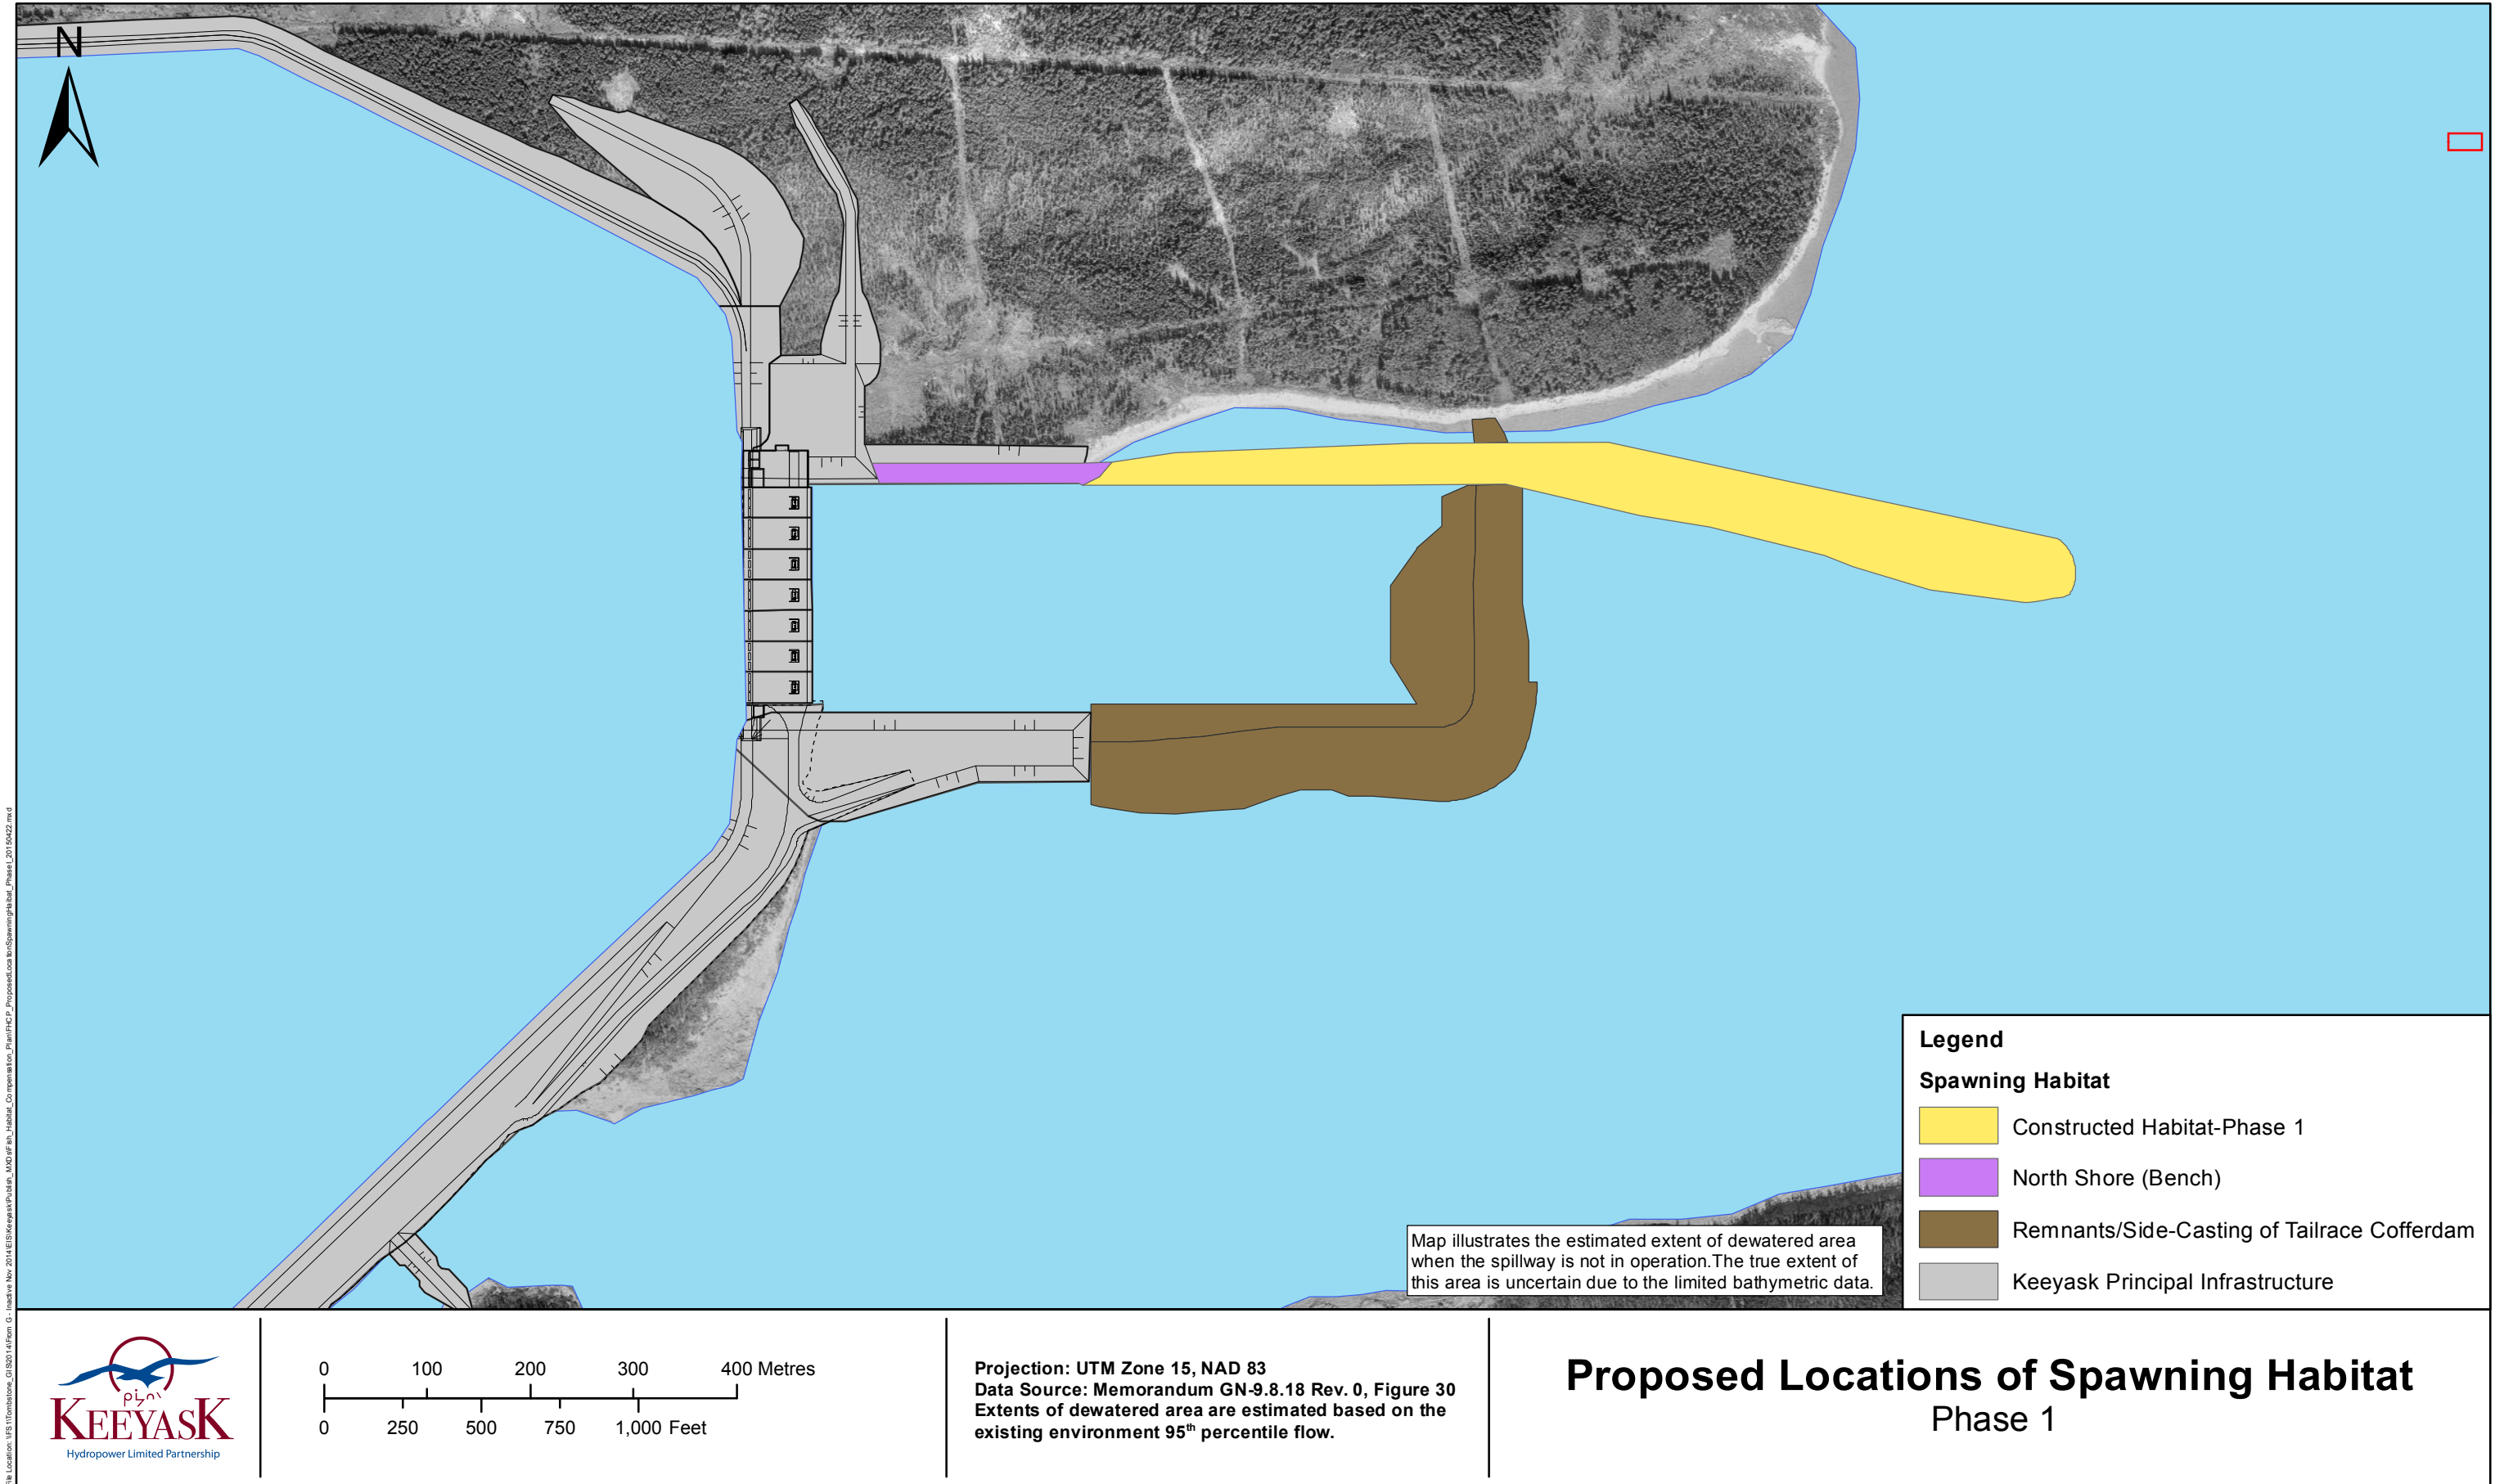 N
Legend
Spawning Habitat
Constructed Habitat-Phase 1
North Shore (Bench)
Remnants/Side-Casting of Tailrace Cofferdam
Keeyask Principal Infrastructure
Map illustrates the estimated extent of dewatered area
when the spillway is not in operation.The true extent of
this area is uncertain due to the limited bathymetric data.
KEEYASK
Hydropower Limited Partnership
0 100 200 300 400 Metres
0 250 500 750 1,000 Feet
Projection: UTM Zone 15, NAD 83
Data Source: Memorandum GN-9.8.18 Rev. 0, Figure 30
Extents of dewatered area are estimated based on the
existing environment 95th percentile flow.
Proposed Locations of Spawning Habitat
Phase 1